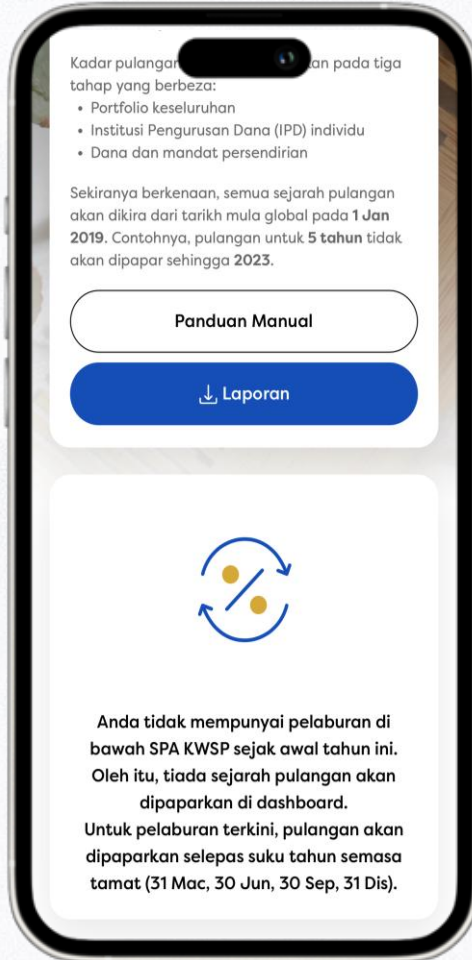 Kadar pulangan an pada tiga
tahap yang berbeza:
• Portfolio keseluruhan
• Institusi Pengurusan Dana (IPD) individu
• Dana dan mandat persendirian
Sekiranya berkenaan, semua sejarah pulangan
akan dikira dari tarikh mula global pada 1 Jan
2019. Contohnya, pulangan untuk 5 tahun tidak
akan dipapar sehingga 2023.
Panduan Manual
Laporan
Anda tidak mempunyai pelaburan di
bawah SPA KWSP sejak awal tahun ini.
Oleh itu, tiada sejarah pulangan akan
dipaparkan di dashboard.
Untuk pelaburan terkini, pulangan akan
dipaparkan selepas suku tahun semasa
tamat (31 Mac, 30 Jun, 30 Sep, 31 Dis).